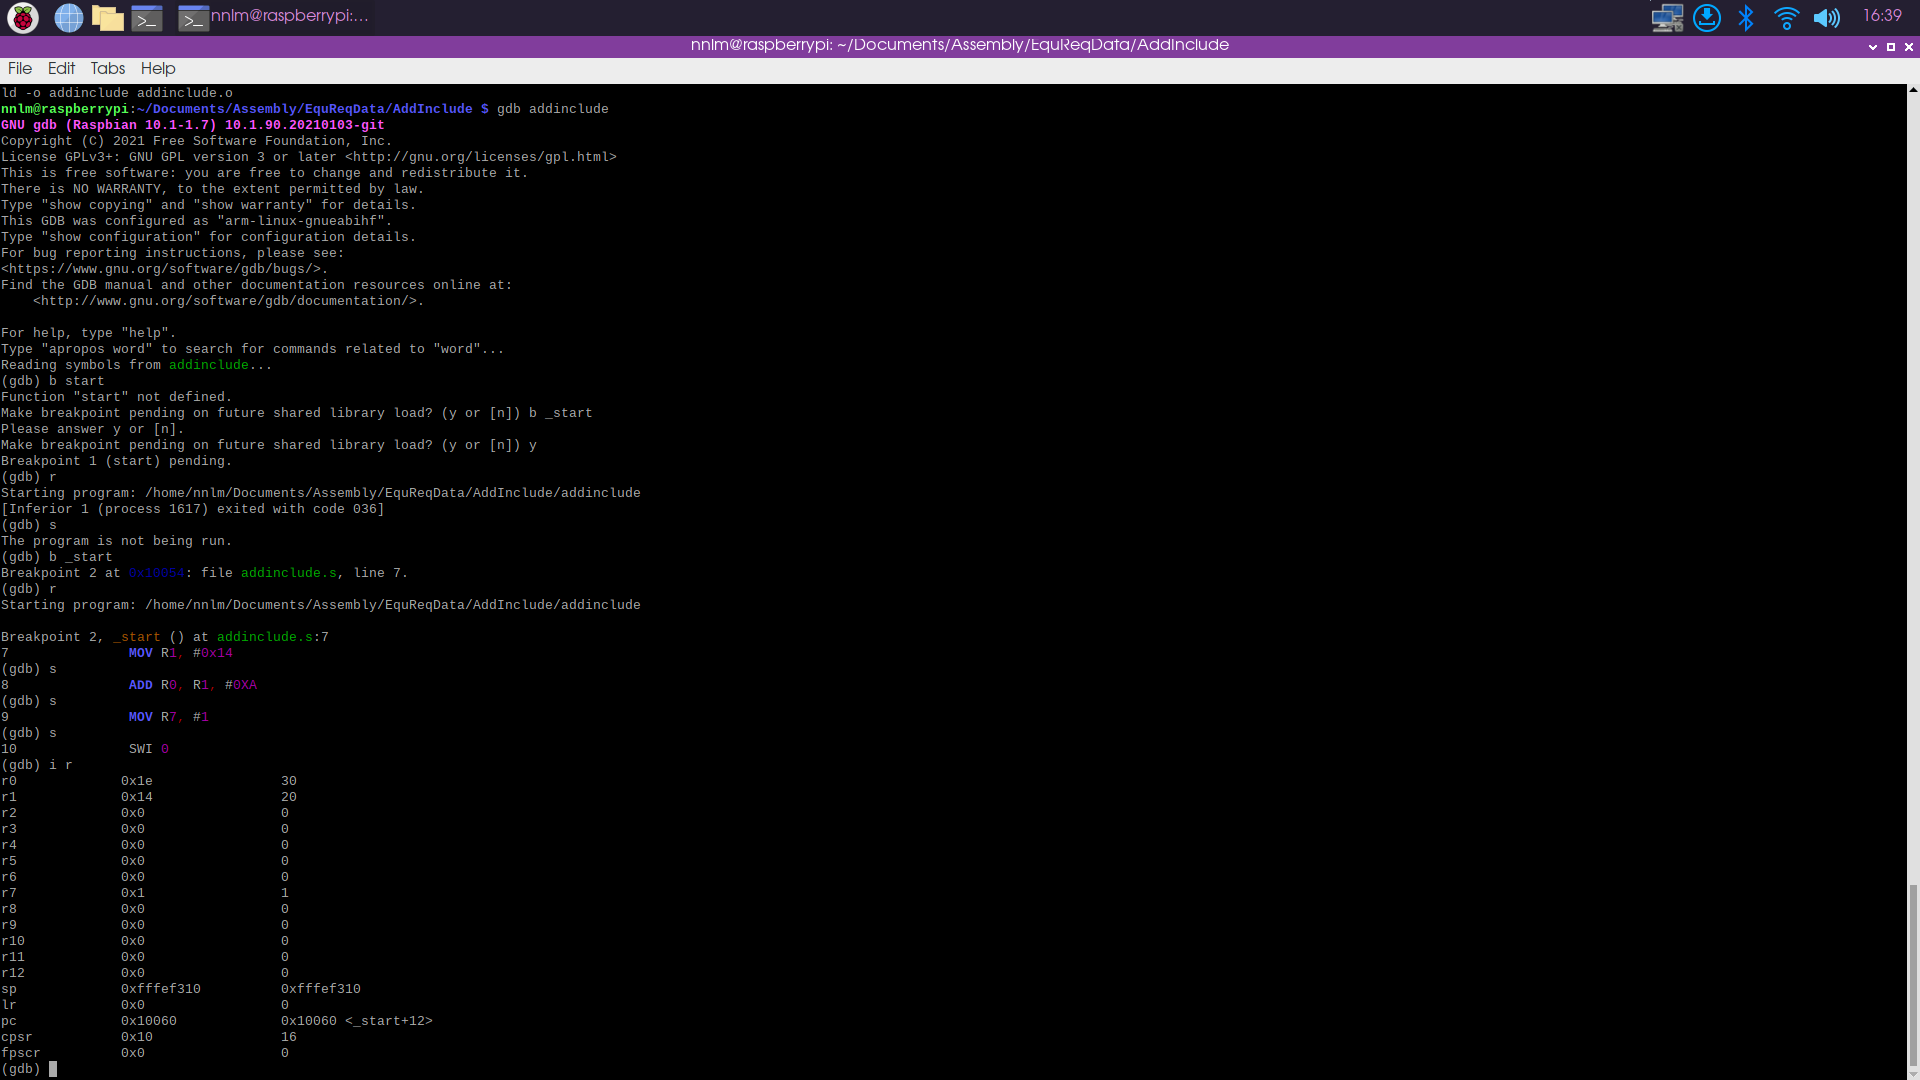 nnlm@raspberrypi:...
16:39
nnlm@raspberrypi: ~/Documents/Assembly/EquReqData/AddInclude
File Edit Tabs Help
ld -o addinclude addinclude.o
nnlm@raspberrypi:~/Documents/Assembly/EquReqData/AddInclude $ gdb addinclude
GNU gdb (Raspbian 10.1-1.7) 10.1.90.20210103-git
Copyright (C) 2021 Free Software Foundation, Inc.
License GPLv3+: GNU GPL version 3 or later <http://gnu.org/licenses/gpl.html>
This is free software: you are free to change and redistribute it.
There is NO WARRANTY, to the extent permitted by law.
Type "show copying" and "show warranty" for details.
This GDB was configured as "arm-linux-gnueabihf".
Type "show configuration" for configuration details.
For bug reporting instructions, please see:
<https://www.gnu.org/software/gdb/bugs/>.
Find the GDB manual and other documentation resources online at:
    <http://www.gnu.org/software/gdb/documentation/>.
For help, type "help".
Type "apropos word" to search for commands related to "word"...
Reading symbols from addinclude...
(gdb) b start
Function "start" not defined.
Make breakpoint pending on future shared library load? (y or [n]) b _start
Please answer y or [n].
Make breakpoint pending on future shared library load? (y or [n]) y
Breakpoint 1 (start) pending.
(gdb) r
Starting program: /home/nnlm/Documents/Assembly/EquReqData/AddInclude/addinclude
[Inferior 1 (process 1617) exited with code 036]
(gdb) s
The program is not being run.
(gdb) b _start
Breakpoint 2 at 0x10054: file addinclude.s, line 7.
(gdb) r
Starting program: /home/nnlm/Documents/Assembly/EquReqData/AddInclude/addinclude
Breakpoint 2, _start () at addinclude.s:7
7 MOV R1, #0x14
(gdb) s
8 ADD R0, R1, #0XA
(gdb) s
9 MOV R7, #1
(gdb) s
10 SWI 0
(gdb) i r
r0 0x1e 30
r1 0x14 20
r2 0x0 0
r3 0x0 0
r4 0x0 0
r5 0x0 0
r6 0x0 0
r7 0x1 1
r8 0x0 0
r9 0x0 0
r10 0x0 0
r11 0x0 0
r12 0x0 0
sp 0xfffef310 0xfffef310
lr 0x0 0
pc 0x10060 0x10060 <_start+12>
cpsr 0x10 16
fpscr 0x0 0
(gdb)